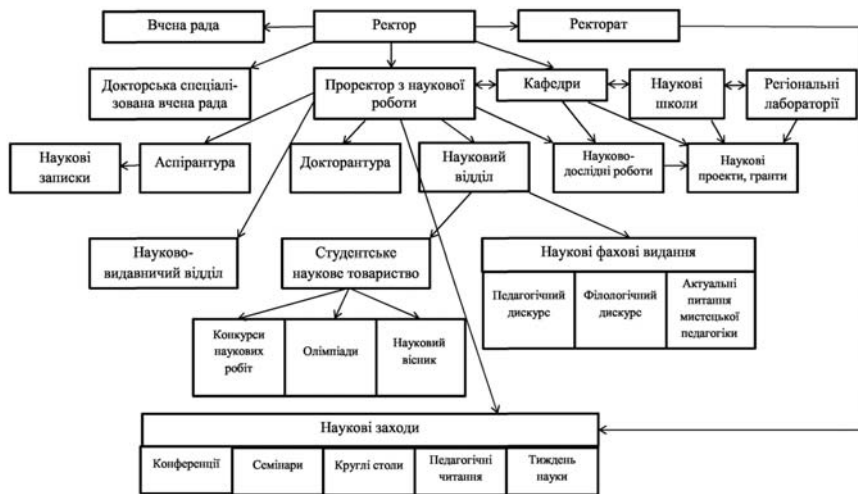 Вчена рада
Ректор
Ректорат
Докторська спеціалі-
зована вчена рада
Проректор з наукової
роботи
Кафедри
Наукові
школи
Регіональні
лабораторії
Наукові
записки
Аспірантура
Докторантура
Науковий
відділ
Науково-
дослідні роботи
Наукові
проекти, гранти
Науково-
видавничий відділ
Студентське
наукове товариство
Наукові фахові видання
Педагогічний
дискурс
Філологічний
дискурс
Актуальні
питання
мистецької
педагогіки
Конкурси
наукових
робіт
Олімпіади
Науковий
вісник
Наукові заходи
Конференції
Семінари
Круглі столи
Педагогічні
читання
Тиждень
науки